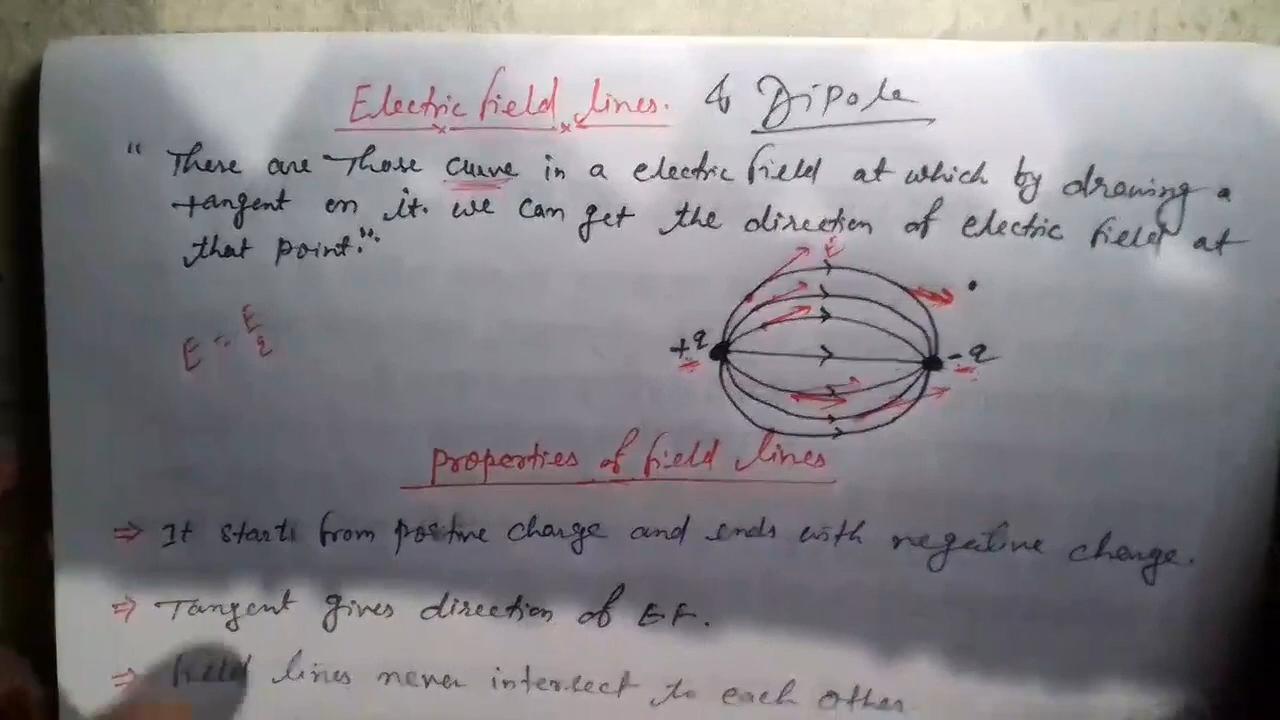 Electric field lines. & Dipole
" There are Those curve in a electric field at which by drawing a
tangent on it. we can get the direction of electric field at
that point."
E
+q
-q
E = E
q
Properties of field lines
⇒ It starts from positive charge and ends with negative charge.
⇒ Tangent gives direction of EF.
⇒ field lines never intersect to each other